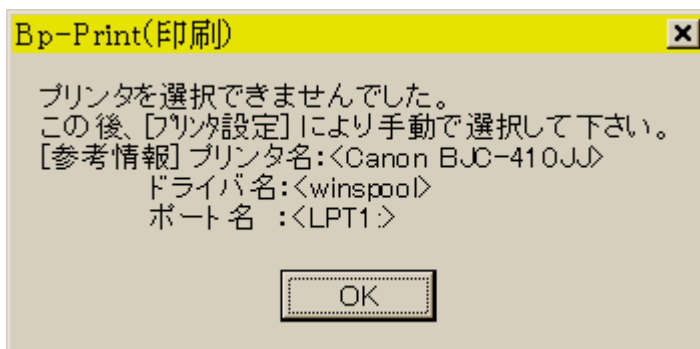 Bp-Print(印刷)
プリンタを選択できませんでした。
この後、[プリンタ設定]により手動で選択して下さい。
[参考情報]プリンタ名:<Canon BJC-410JJ>
ドライバ名:<winspool>
ポート名 :<LPT1:>
OK